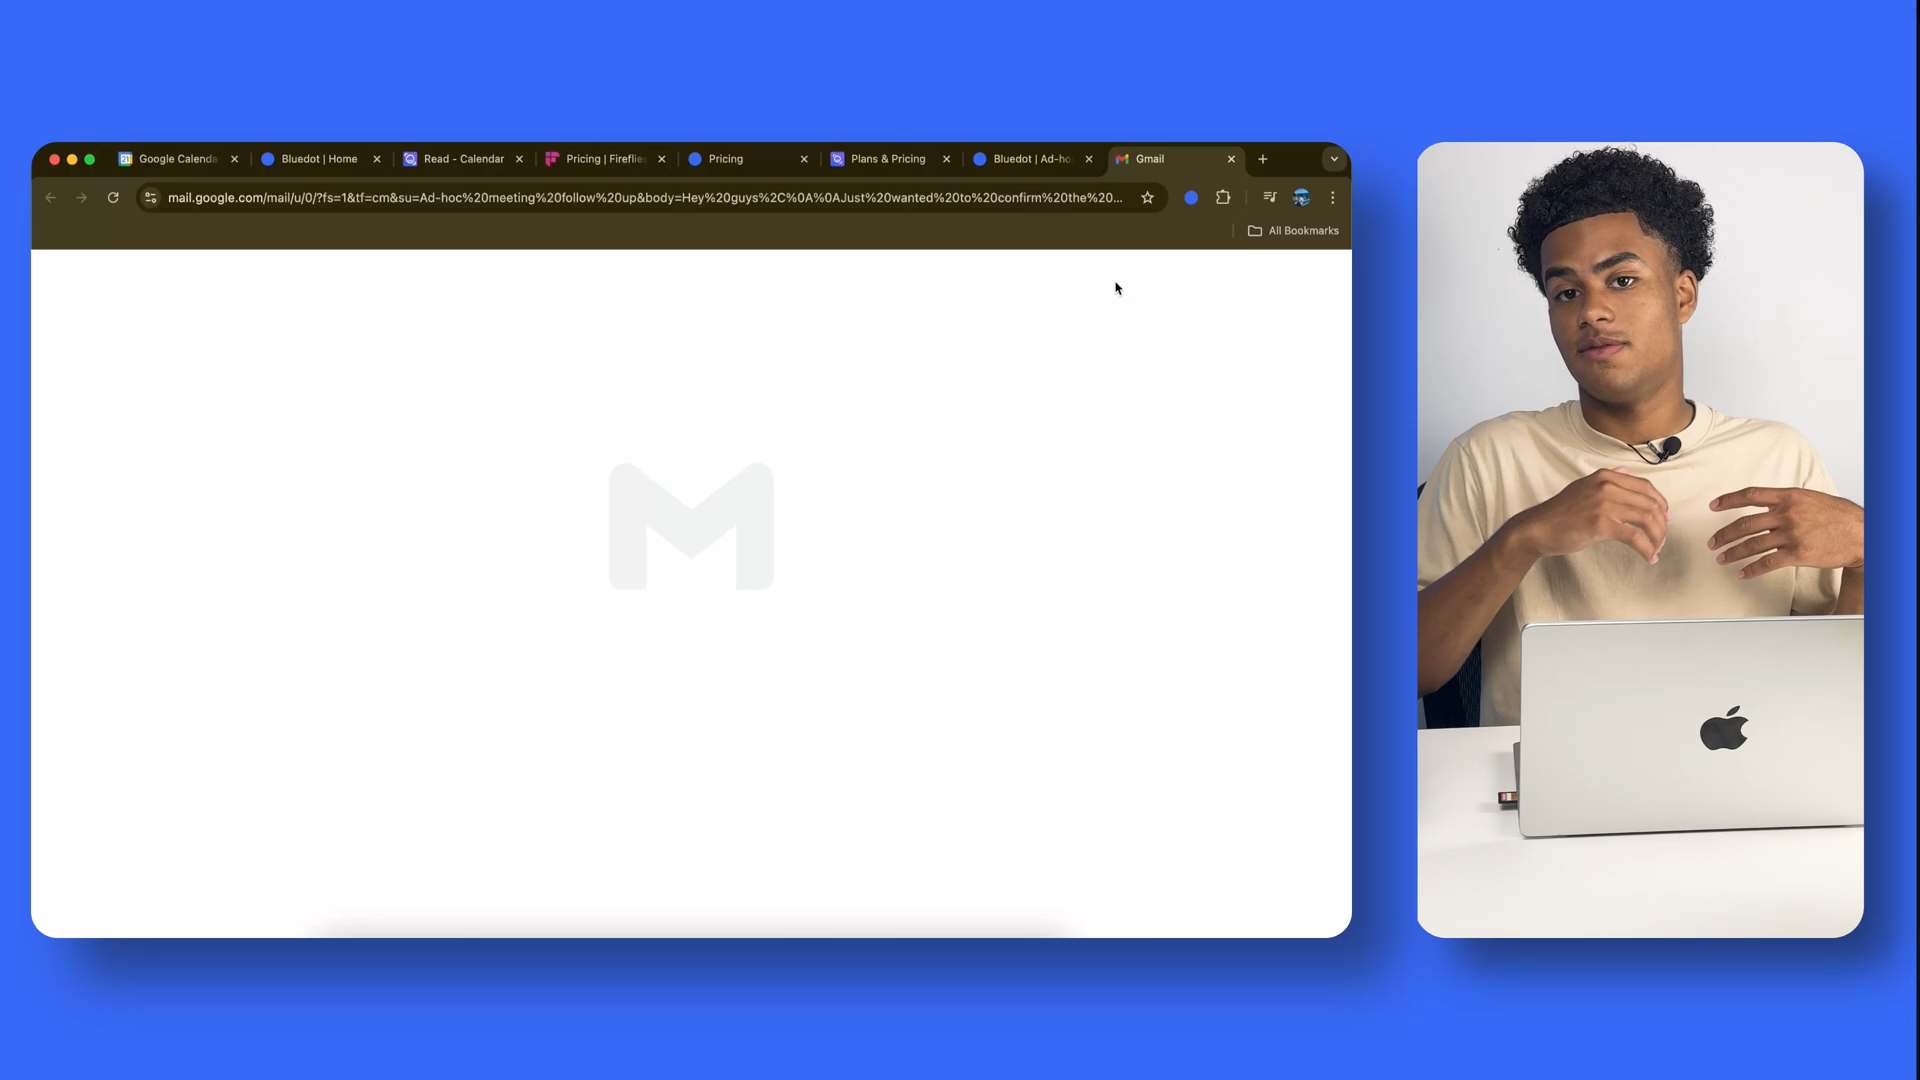 Google Calenda
Bluedot | Home
Read - Calendar
Pricing | Fireflie
Pricing
Plans & Pricing
Bluedot | Ad-ho
Gmail
mail.google.com/mail/u/0/?fs=1&tf=cm&su=Ad-hoc%20meeting%20follow%20up&body=Hey%20guys%2C%0A%0AJust%20wanted%20to%20confirm%20the%20...
All Bookmarks